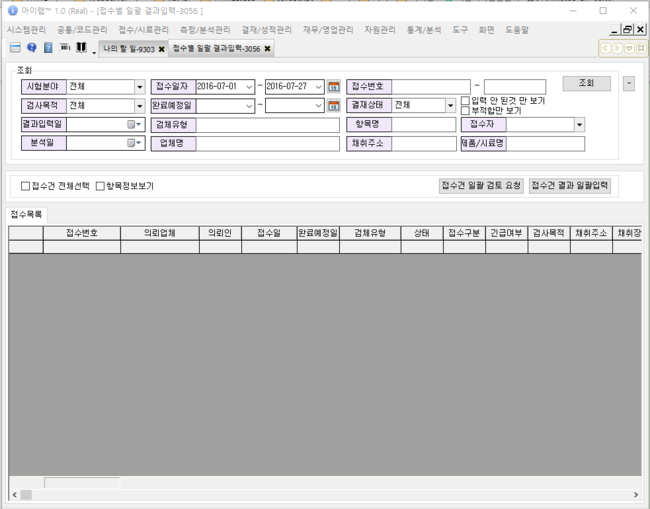 아이랩™ 1.0 (Real) - [접수별 일괄 결과입력-3056 ]
시스템관리 공통/코드관리 접수/시료관리 측정/분석관리 결재/성적관리 재무/영업관리 자원관리 통계/분석 도구 화면 도움말
나의 할 일-9303 접수별 일괄 결과입력-3056
조회
시험분야 전체 접수일자 2016-07-01 ~ 2016-07-27 15 접수번호 ~ 조회
검사목적 전체 완료예정일 ~ 15 결재상태 전체 입력 안 된것 만 보기
부적합만 보기
결과입력일 검체유형 항목명 접수자
분석일 업체명 채취주소 제품/시료명
접수건 전체선택 항목정보보기 접수건 일괄 검토 요청 접수건 결과 일괄입력
접수목록
접수번호 의뢰업체 의뢰인 접수일 완료예정일 검체유형 상태 접수구분 긴급여부 검사목적 채취주소 채취장